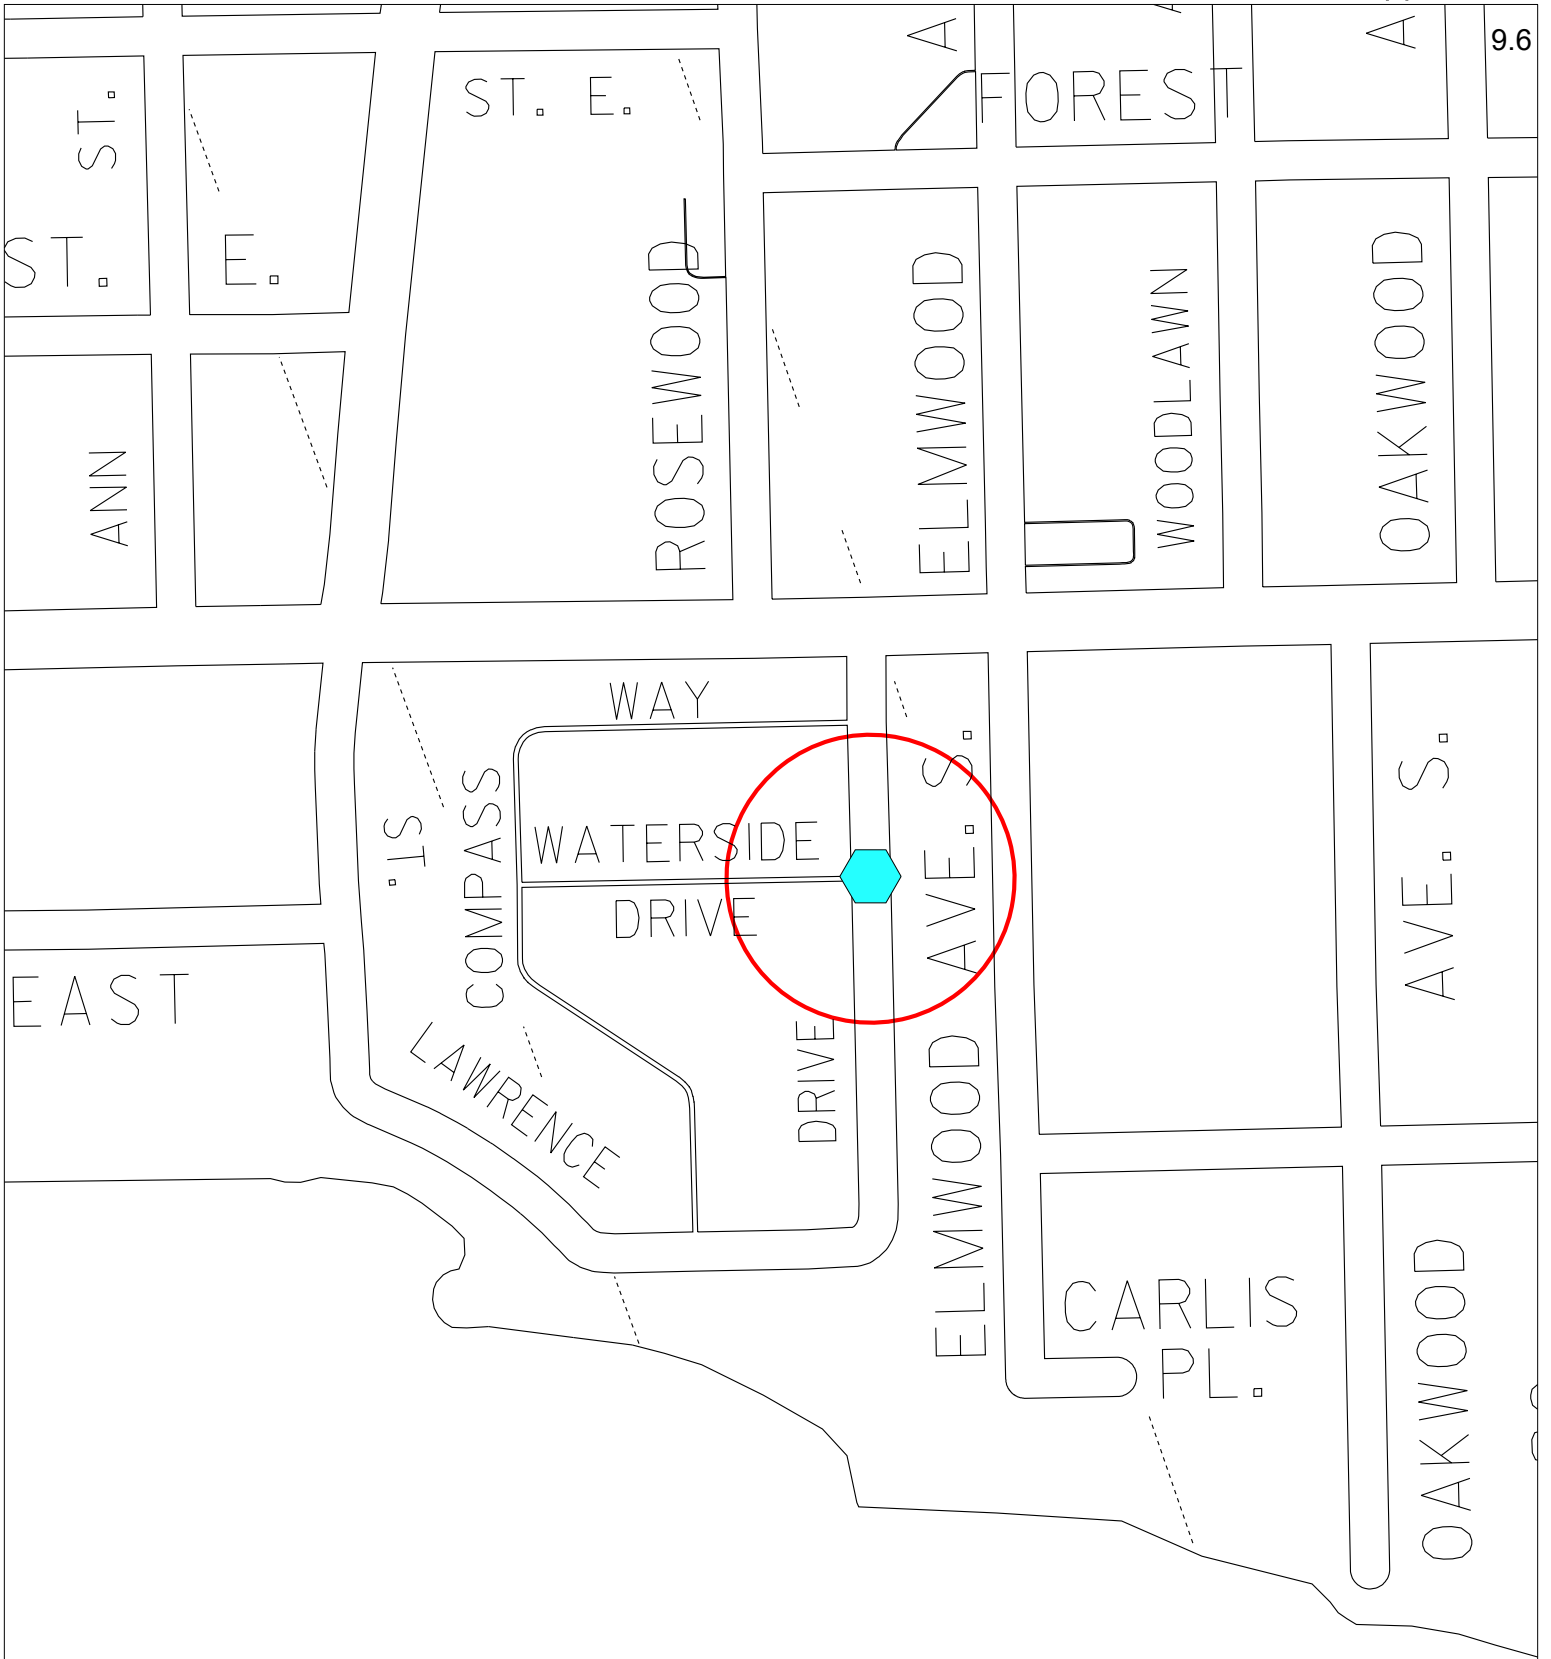 A
A
A
9.6
ST. E.
FOREST
ST.
ST. E.
ROSEWOOD
ELMWOOD
WOODLAWN
OAKWOOD
ANN
WAY
COMPASS
ST.
WATERSIDE
DRIVE
ELMWOOD AVE. S.
AVE. S.
EAST
LAWRENCE
DRIVE
CARLIS
PL.
OAKWOOD